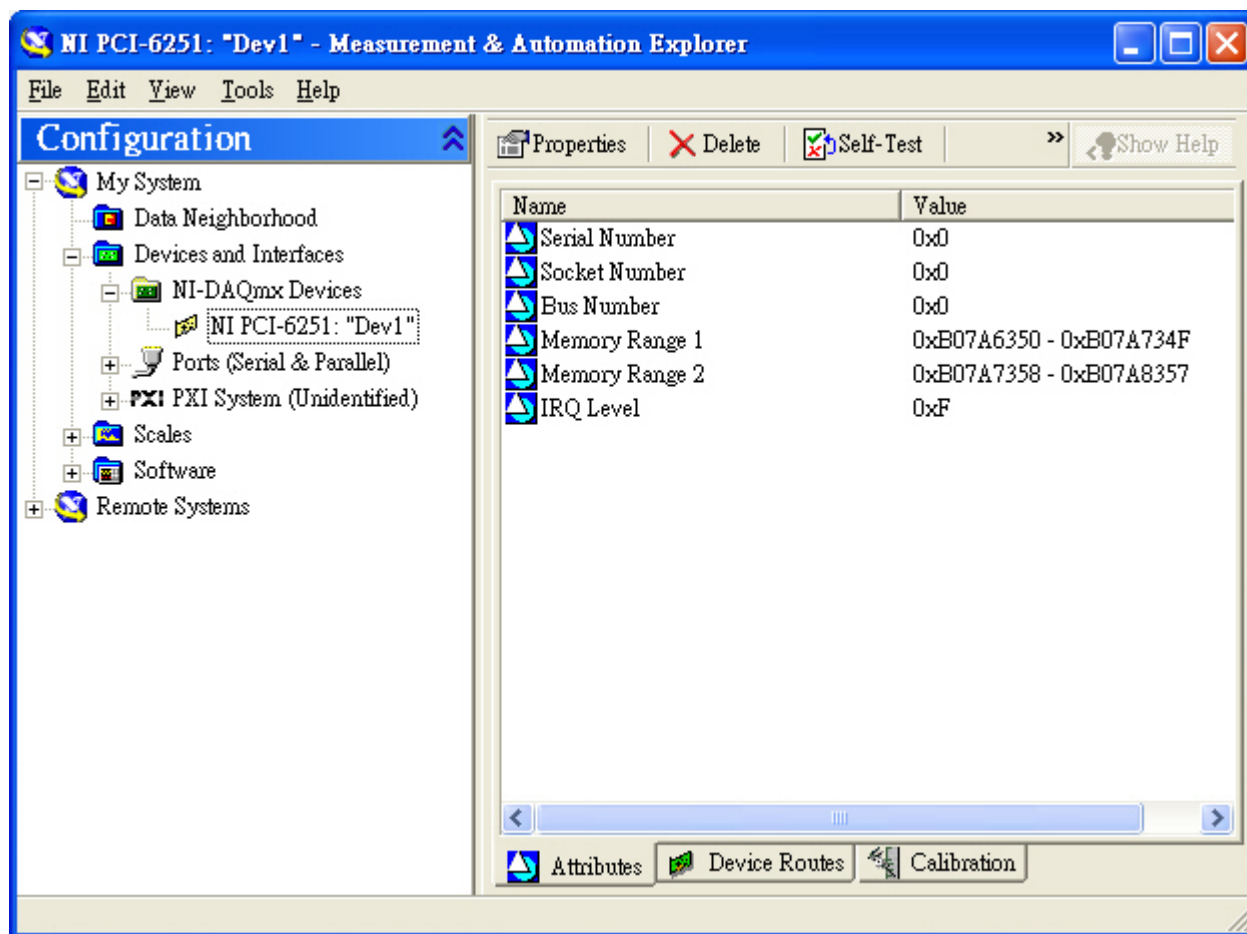 NI PCI-6251: "Dev1" - Measurement & Automation Explorer
File Edit View Tools Help
Configuration
My System
Data Neighborhood
Devices and Interfaces
NI-DAQmx Devices
NI PCI-6251: "Dev1"
Ports (Serial & Parallel)
PXI PXI System (Unidentified)
Scales
Software
Remote Systems
Properties Delete Self-Test » Show Help
Name Value
Serial Number 0x0
Socket Number 0x0
Bus Number 0x0
Memory Range 1 0xB07A6350 - 0xB07A734F
Memory Range 2 0xB07A7358 - 0xB07A8357
IRQ Level 0xF
Attributes Device Routes Calibration